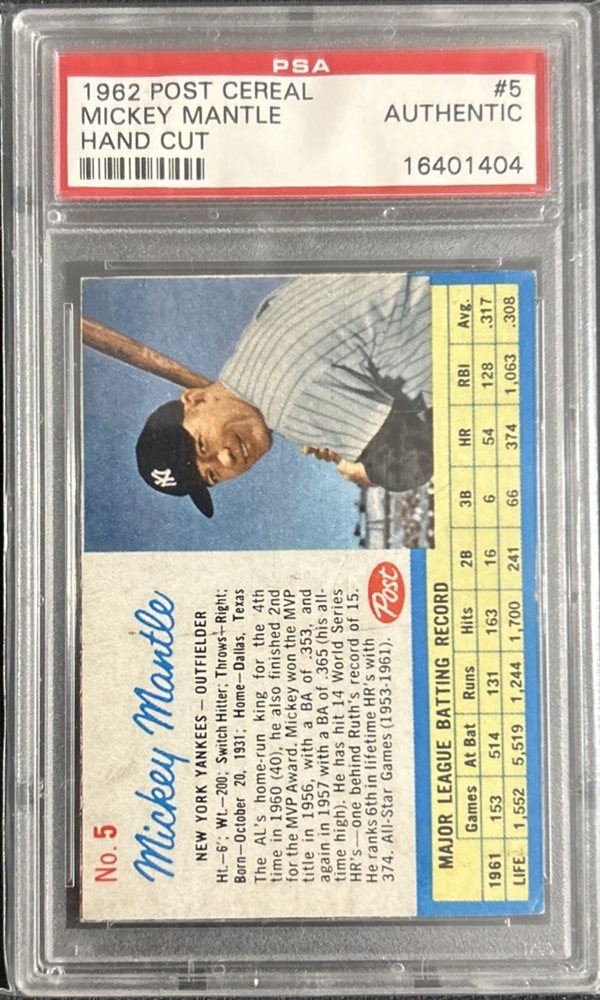 PSA
1962 POST CEREAL #5
MICKEY MANTLE AUTHENTIC
HAND CUT
16401404
No. 5
Mickey Mantle
NEW YORK YANKEES – OUTFIELDER
Ht.–6'; Wt.–200; Switch Hitter; Throws–Right;
Born–October 20, 1931; Home–Dallas, Texas
The AL's home-run king for the 4th
time in 1960 (40), he also finished 2nd
for the MVP Award. Mickey won the MVP
title in 1956, with a BA of .353, and
again in 1957 with a BA of .365 (his all-
time high). He has hit 14 World Series
HR's—one behind Ruth's record of 15.
He ranks 6th in lifetime HR's with
374. All-Star Games (1953-1961).
Post
NY
MAJOR LEAGUE BATTING RECORD
Games At Bat Runs Hits 2B 3B HR RBI Avg.
1961 153 514 131 163 16 6 54 128 .317
LIFE 1,552 5,519 1,244 1,700 241 66 374 1,063 .308